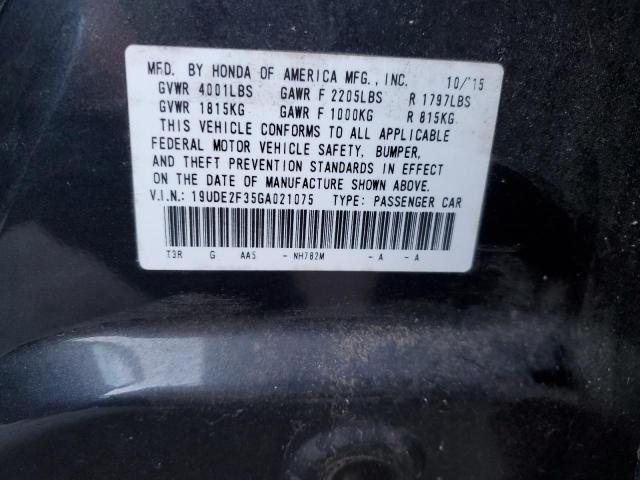 MFD. BY HONDA OF AMERICA MFG., INC. 10/'15
GVWR 4001LBS GAWR F 2205LBS R 1797LBS
GVWR 1815KG GAWR F 1000KG R 815KG
THIS VEHICLE CONFORMS TO ALL APPLICABLE
FEDERAL MOTOR VEHICLE SAFETY, BUMPER,
AND THEFT PREVENTION STANDARDS IN EFFECT
ON THE DATE OF MANUFACTURE SHOWN ABOVE.
V.I.N.: 19UDE2F35GA021075 TYPE: PASSENGER CAR
T3R G AA5 - NH782M - A - A